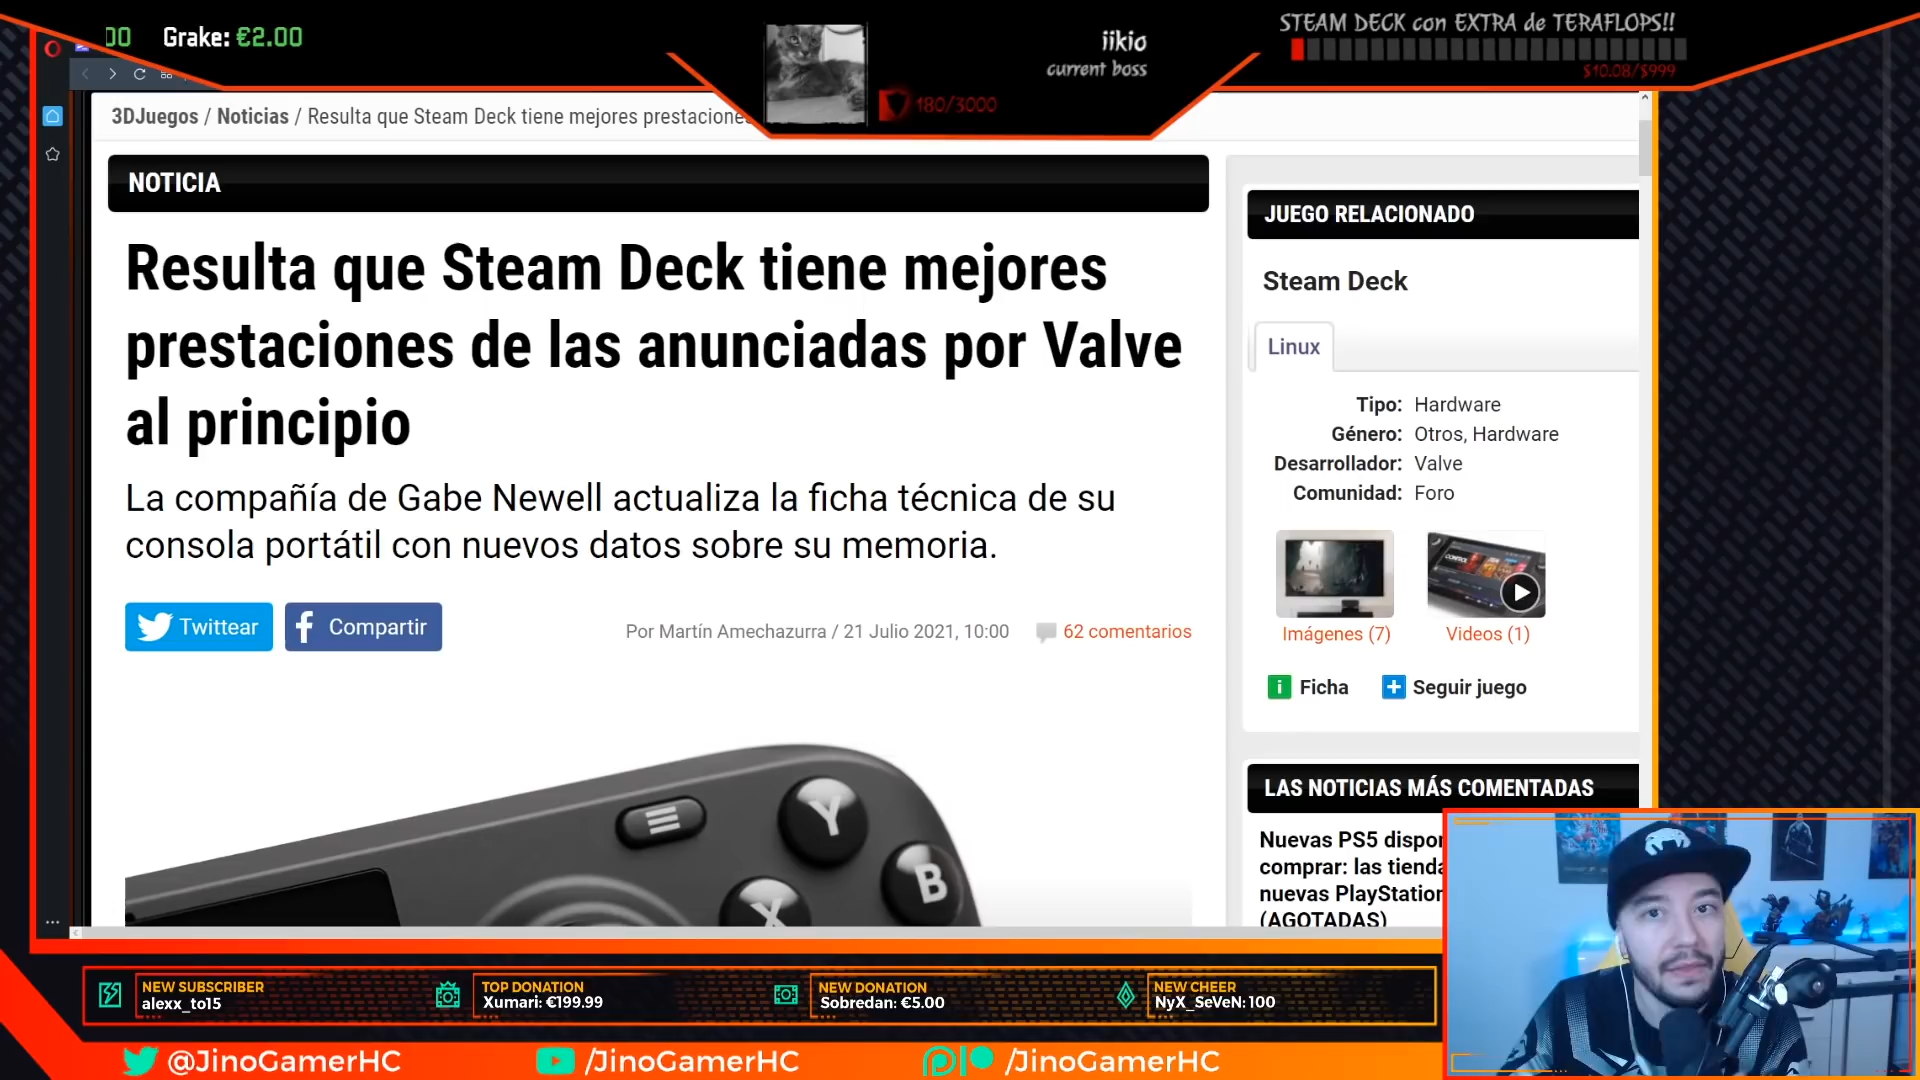 00 Grake: €2.00
iikio
current boss
180/3000
STEAM DECK con EXTRA de TERAFLOPS!!
$10.08/$999
3DJuegos / Noticias / Resulta que Steam Deck tiene mejores prestaciones
NOTICIA
Resulta que Steam Deck tiene mejores
prestaciones de las anunciadas por Valve
al principio
La compañía de Gabe Newell actualiza la ficha técnica de su
consola portátil con nuevos datos sobre su memoria.
Twittear
Compartir
Por Martín Amechazurra / 21 Julio 2021, 10:00
62 comentarios
Y
B
X
JUEGO RELACIONADO
Steam Deck
Linux
Tipo: Hardware
Género: Otros, Hardware
Desarrollador: Valve
Comunidad: Foro
CONTROL
Imágenes (7)
Videos (1)
i Ficha
Seguir juego
LAS NOTICIAS MÁS COMENTADAS
Nuevas PS5 dispon
comprar: las tienda
nuevas PlayStation
(AGOTADAS)
NEW SUBSCRIBER
alexx_to15
TOP DONATION
Xumari: €199.99
NEW DONATION
Sobredan: €5.00
NEW CHEER
NyX_SeVeN: 100
@JinoGamerHC
/JinoGamerHC
/JinoGamerHC